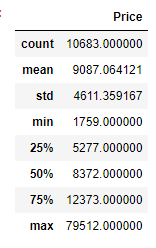 Price
count 10683.000000
mean 9087.064121
std 4611.359167
min 1759.000000
25% 5277.000000
50% 8372.000000
75% 12373.000000
max 79512.000000